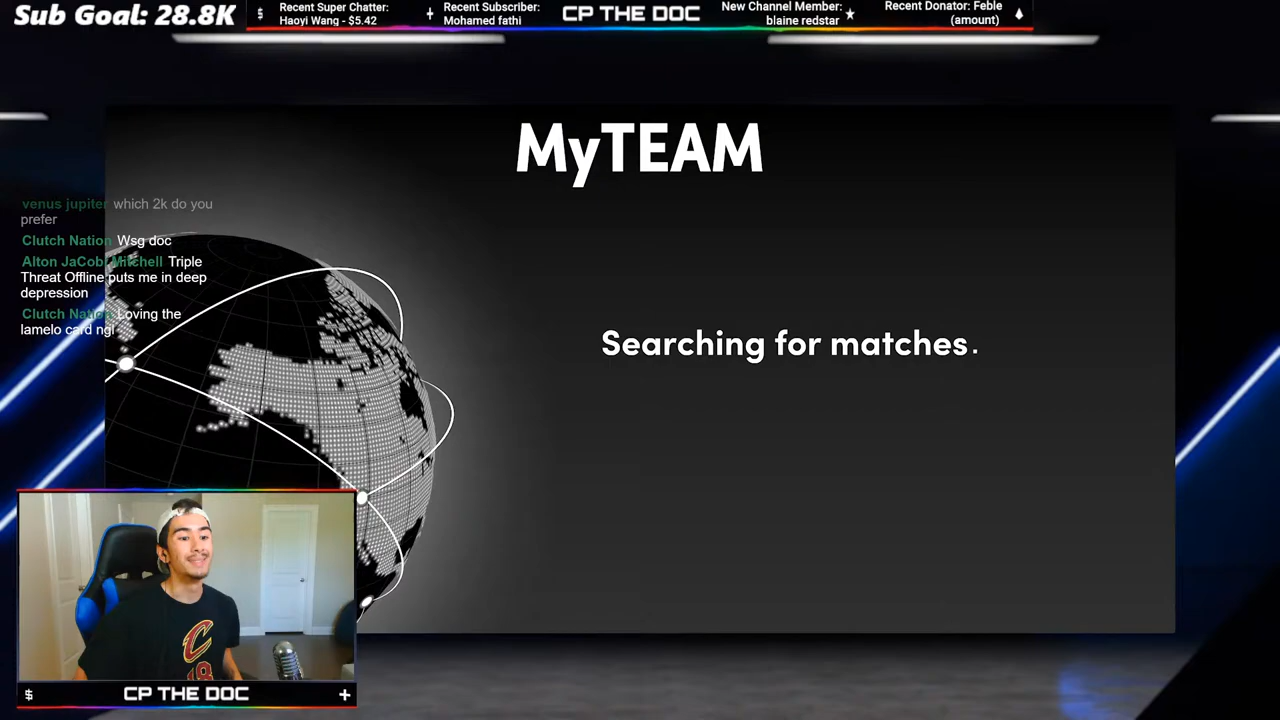 Sub Goal: 28.8K
$ Recent Super Chatter:
Haoyi Wang - $5.42
+ Recent Subscriber:
Mohamed fathi
CP THE DOC
New Channel Member:
blaine redstar
Recent Donator: Feble
(amount)
MyTEAM
venus jupiter which 2k do you
prefer
Clutch Nation Wsg doc
Alton JaCobi Mitchell Triple
Threat Offline puts me in deep
depression
Clutch Nation Loving the
lamelo card ngl
Searching for matches.
C
$ CP THE DOC +